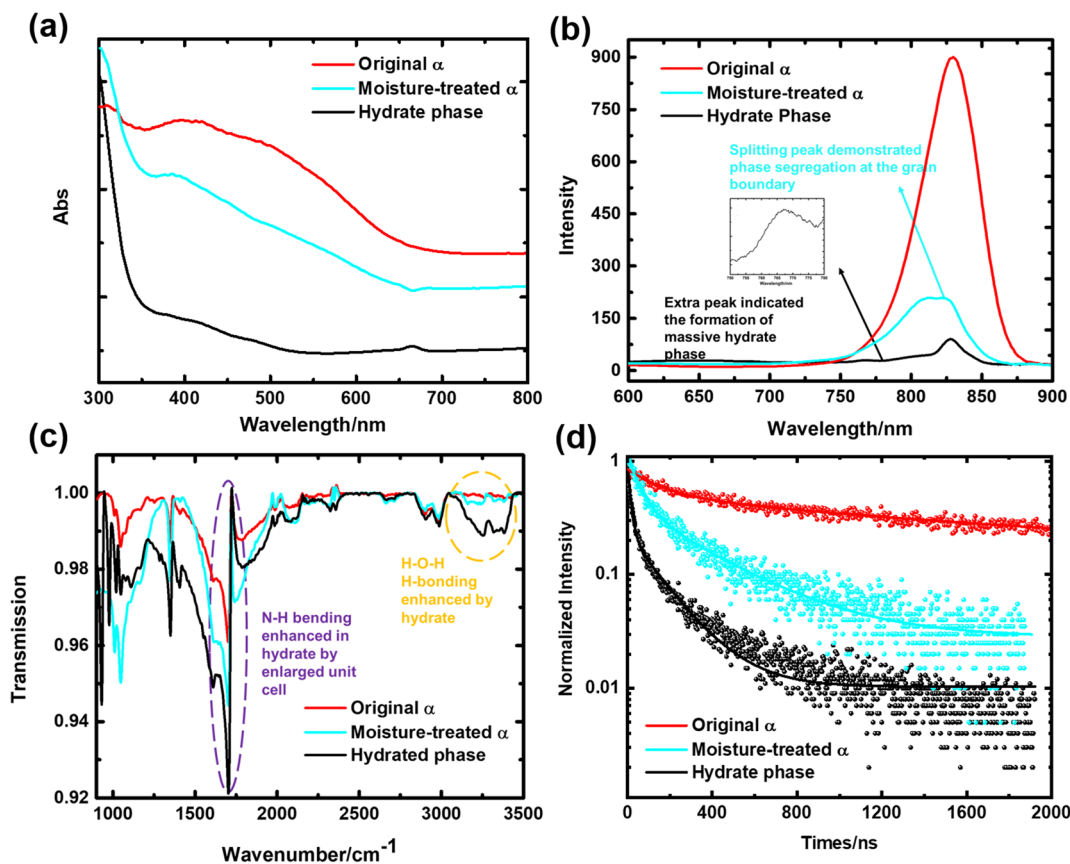 (a)
Original α
Moisture-treated α
Hydrate phase
Abs
300 400 500 600 700 800
Wavelength/nm
(b)
900
750
600
450
300
150
0
Original α
Moisture-treated α
Hydrate Phase
Splitting peak demonstrated
phase segregation at the grain
boundary
Wavelength/nm
Extra peak indicated
the formation of
massive hydrate
phase
Intensity
600 650 700 750 800 850 900
Wavelength/nm
(c)
1.00
0.98
0.96
0.94
0.92
H-O-H
H-bonding
enhanced by
hydrate
N-H bending
enhanced in
hydrate by
enlarged unit
cell
Original α
Moisture-treated α
Hydrated phase
Transmission
1000 1500 2000 2500 3000 3500
Wavenumber/cm-1
(d)
1
0.1
0.01
Original α
Moisture-treated α
Hydrate phase
Normalized Intensity
0 400 800 1200 1600 2000
Times/ns